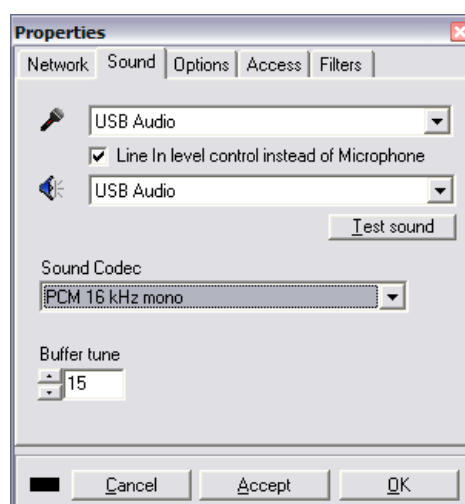 Properties
Network Sound Options Access Filters
USB Audio
Line In level control instead of Microphone
USB Audio
Test sound
Sound Codec
PCM 16 kHz mono
Buffer tune
15
Cancel Accept OK